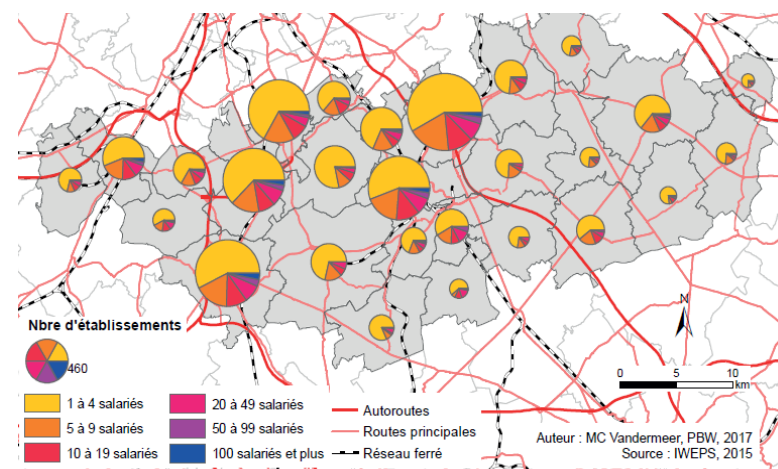 Nbre d'établissements
460
1 à 4 salariés
5 à 9 salariés
10 à 19 salariés
20 à 49 salariés
50 à 99 salariés
100 salariés et plus
Autoroutes
Routes principales
Réseau ferré
N
0 5 10
km
Auteur : MC Vandermeer, PBW, 2017
Source : IWEPS, 2015